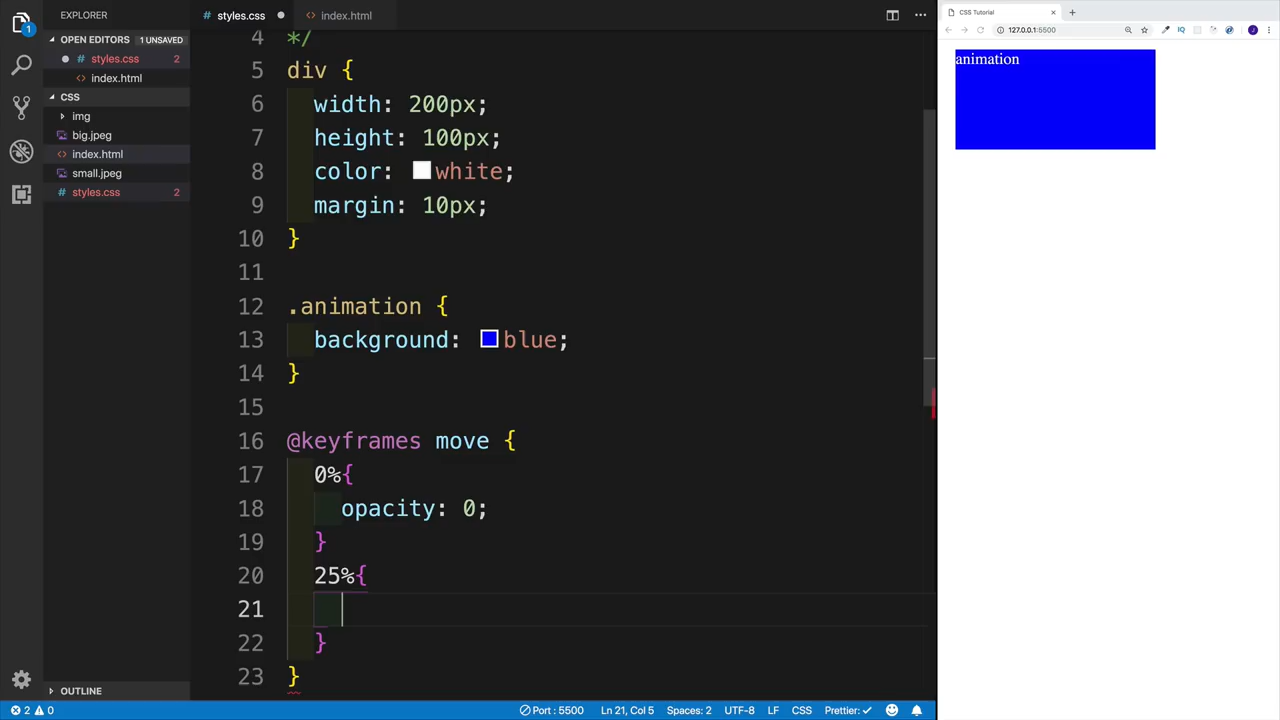 EXPLORER
OPEN EDITORS 1 UNSAVED
# styles.css 2
<> index.html
CSS
img
big.jpeg
<> index.html
small.jpeg
# styles.css 2
OUTLINE
1
# styles.css
<> index.html
4 */
5 div {
6 width: 200px;
7 height: 100px;
8 color: white;
9 margin: 10px;
10 }
11
12 .animation {
13 background: blue;
14 }
15
16 @keyframes move {
17 0%{
18 opacity: 0;
19 }
20 25%{
21
22 }
23 }
2 0
Port : 5500
Ln 21, Col 5
Spaces: 2
UTF-8
LF
CSS
Prettier: ✓
CSS Tutorial
127.0.0.1:5500
IQ
J
animation